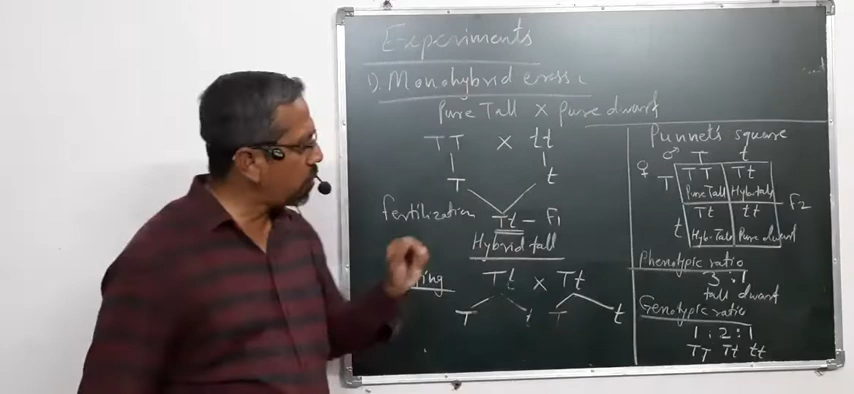 Experiments
1). Monohybrid cross
Pure Tall X Pure dwarf
TT X tt
T t
fertilization Tt - F1
Hybrid tall
Tt X Tt
T T t
Punnet's square
♂ T t
♀ T TT Tt
Pure Tall Hyb. tall
t Tt tt F2
Hyb. Tall Pure dwarf
Phenotypic ratio
3 : 1
tall dwarf
Genotypic ratio
1 : 2 : 1
TT Tt tt